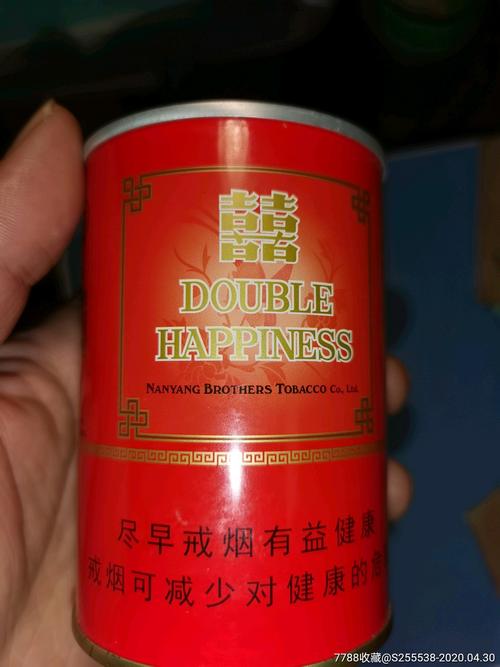 囍
DOUBLE
HAPPINESS
NANYANG BROTHERS TOBACCO Co., Ltd.
尽早戒烟有益健康
戒烟可减少对健康的危
7788收藏@S255538-2020.04.30